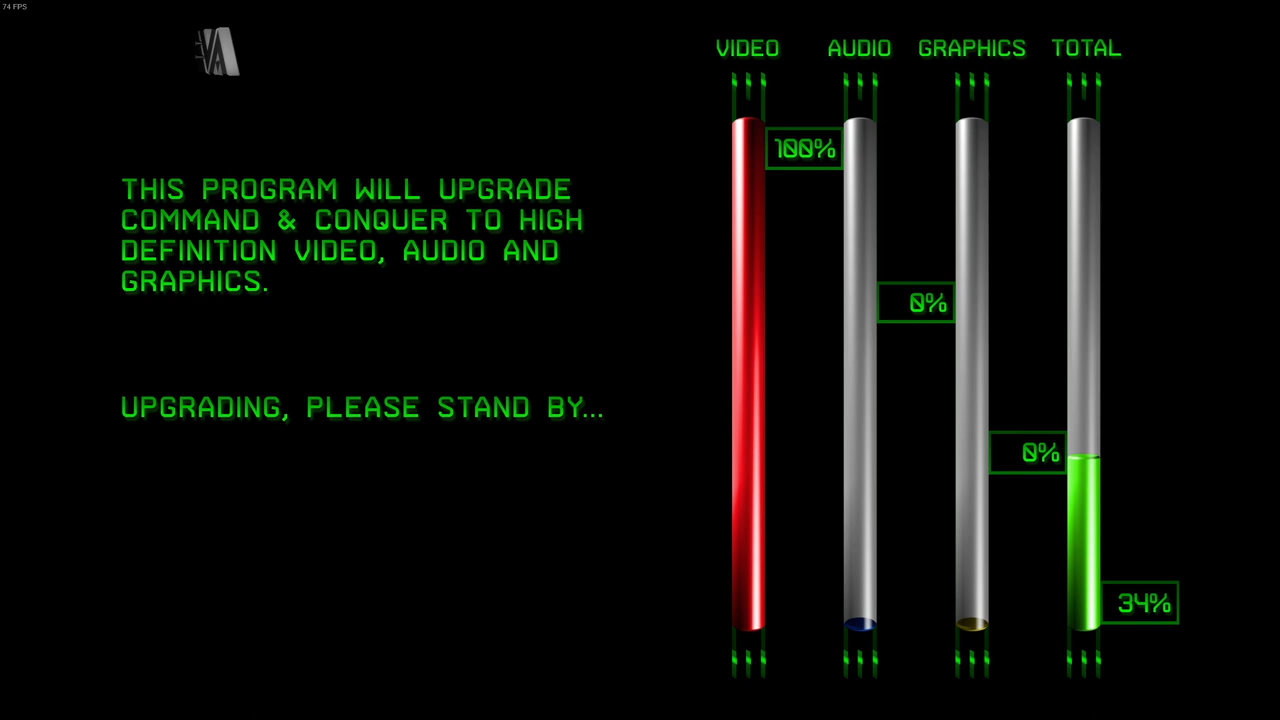 74 FPS
VIDEO AUDIO GRAPHICS TOTAL
100%
THIS PROGRAM WILL UPGRADE
COMMAND & CONQUER TO HIGH
DEFINITION VIDEO, AUDIO AND
GRAPHICS.
0%
UPGRADING, PLEASE STAND BY...
0%
34%